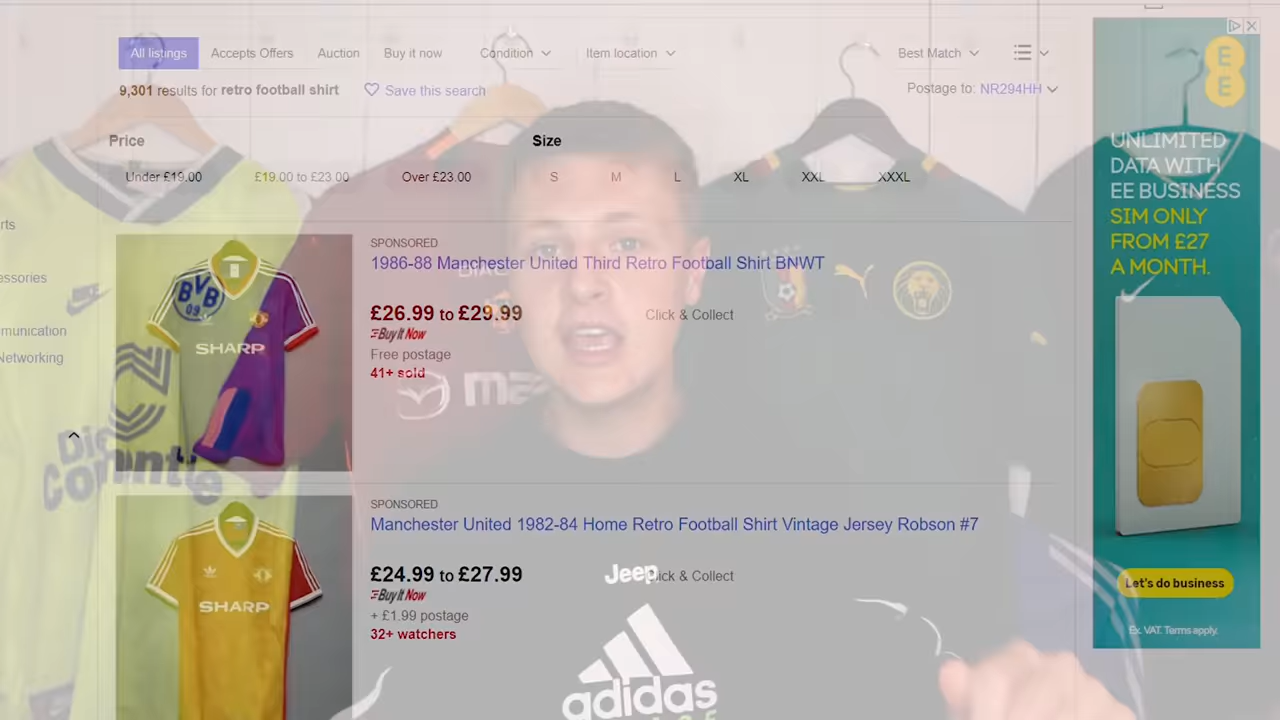 All listings Accepts Offers Auction Buy it now Condition Item location Best Match
9,301 results for retro football shirt Save this search Postage to: NR294HH
Price Size
Under £19.00 £19.00 to £23.00 Over £23.00 S M L XL XXL XXXL
rts
essories
munication
Networking
SPONSORED
1986-88 Manchester United Third Retro Football Shirt BNWT
£26.99 to £29.99 Click & Collect
Buy It Now
Free postage
41+ sold
SPONSORED
Manchester United 1982-84 Home Retro Football Shirt Vintage Jersey Robson #7
£24.99 to £27.99 Click & Collect
Buy It Now
+ £1.99 postage
32+ watchers
BVB
09
SHARP
SHARP
Die
Contin
Jeep
adidas
EE
UNLIMITED
DATA WITH
EE BUSINESS
SIM ONLY
FROM £27
A MONTH.
Let's do business
Ex. VAT. Terms apply.